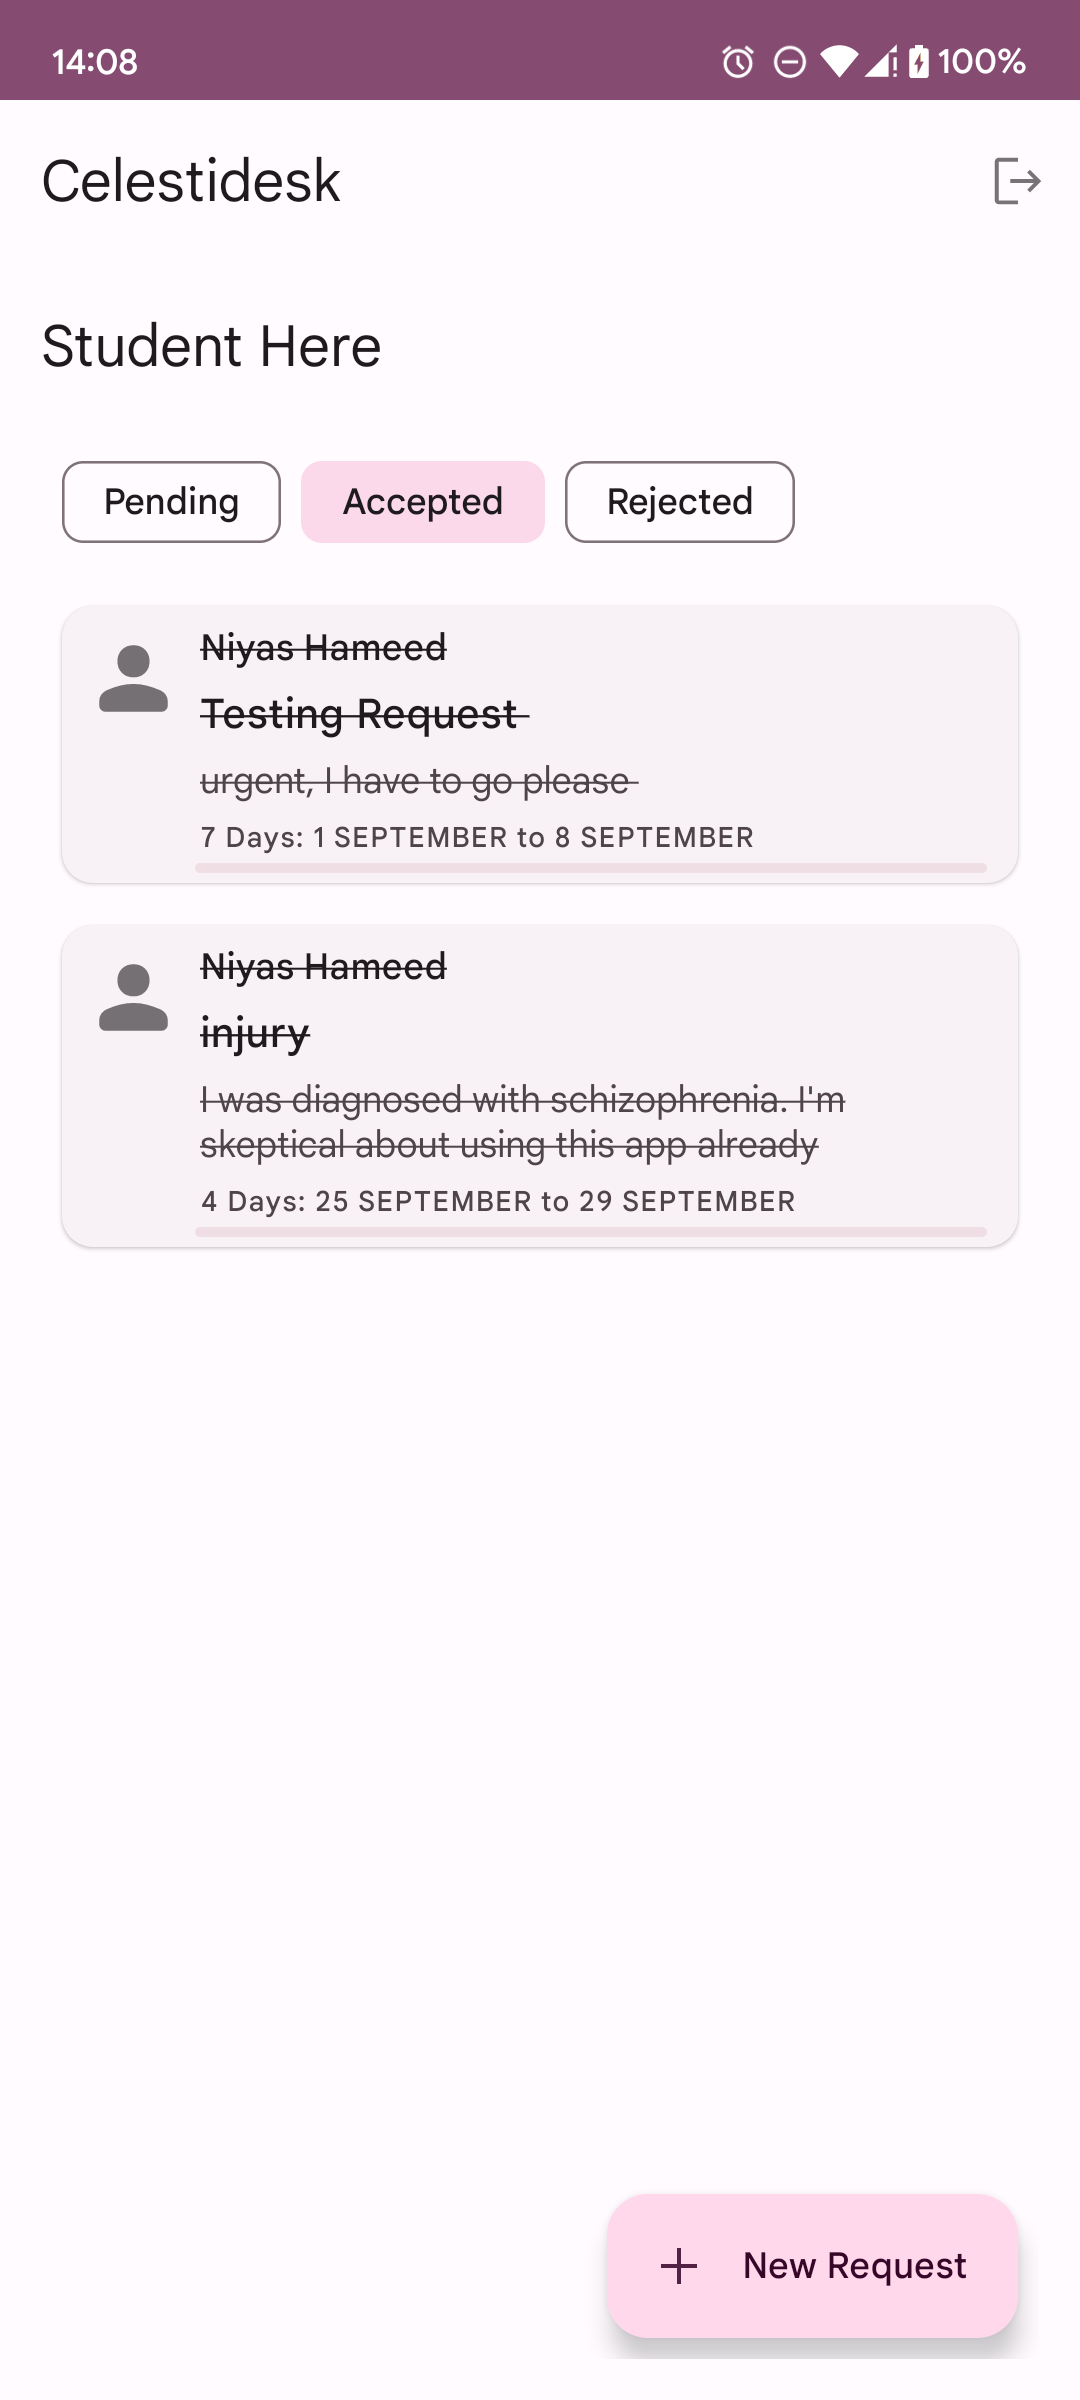 14:08
100%
Celestidesk
Student Here
Pending
Accepted
Rejected
Niyas Hameed
Testing Request
urgent, I have to go please
7 Days: 1 SEPTEMBER to 8 SEPTEMBER
Niyas Hameed
injury
I was diagnosed with schizophrenia. I'm
skeptical about using this app already
4 Days: 25 SEPTEMBER to 29 SEPTEMBER
New Request